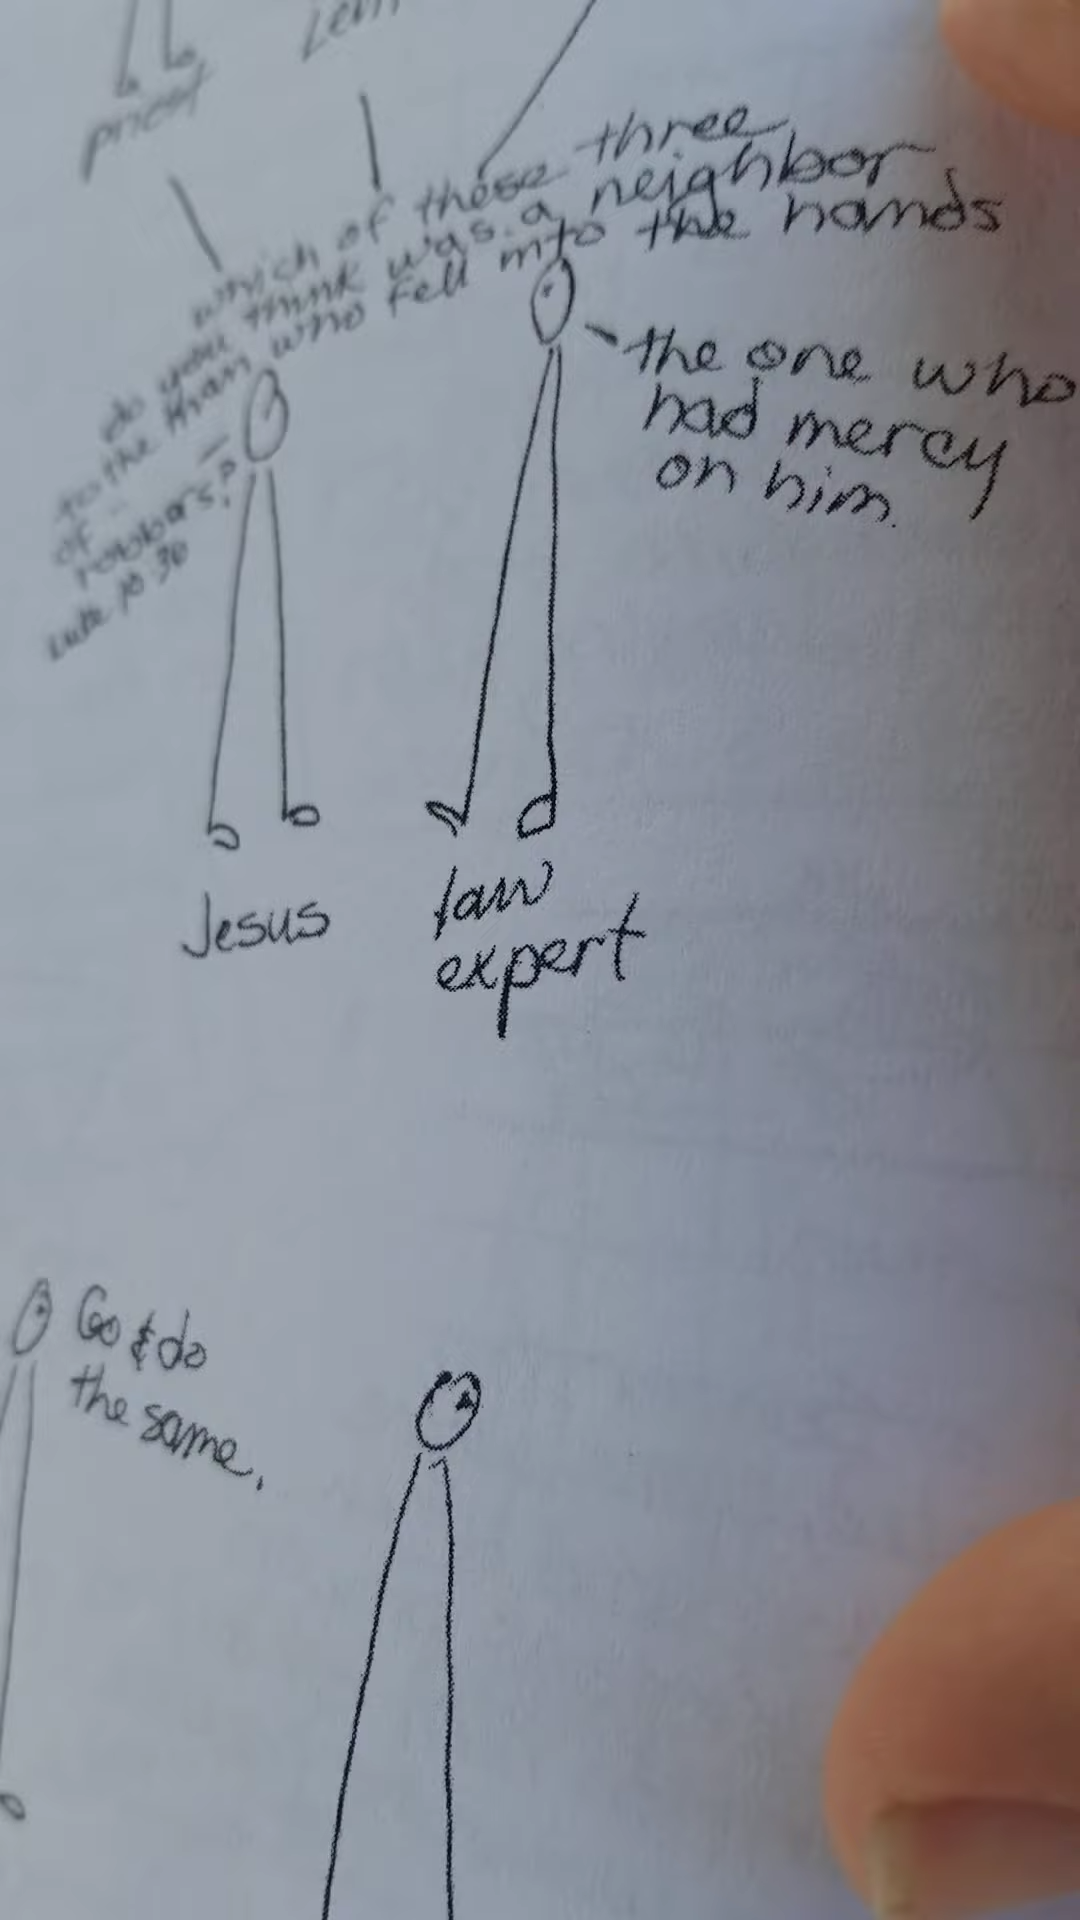 priest
Levi
which of these three
do you think was a neighbor
to the man who fell into the hands
of
robbers?
Luke 10 36
the one who
had mercy
on him.
Jesus
law
expert
Go & do
the same.